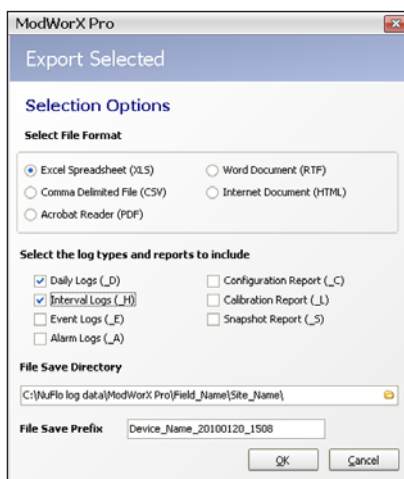 ModWorX Pro
Export Selected
Selection Options
Select File Format
Excel Spreadsheet (XLS) Word Document (RTF)
Comma Delimited File (CSV) Internet Document (HTML)
Acrobat Reader (PDF)
Select the log types and reports to include
Daily Logs (_D) Configuration Report (_C)
Interval Logs (_H) Calibration Report (_L)
Event Logs (_E) Snapshot Report (_S)
Alarm Logs (_A)
File Save Directory
C:\NuFlo log data\ModWorX Pro\Field_Name\Site_Name\
File Save Prefix Device_Name_20100120_1508
OK Cancel